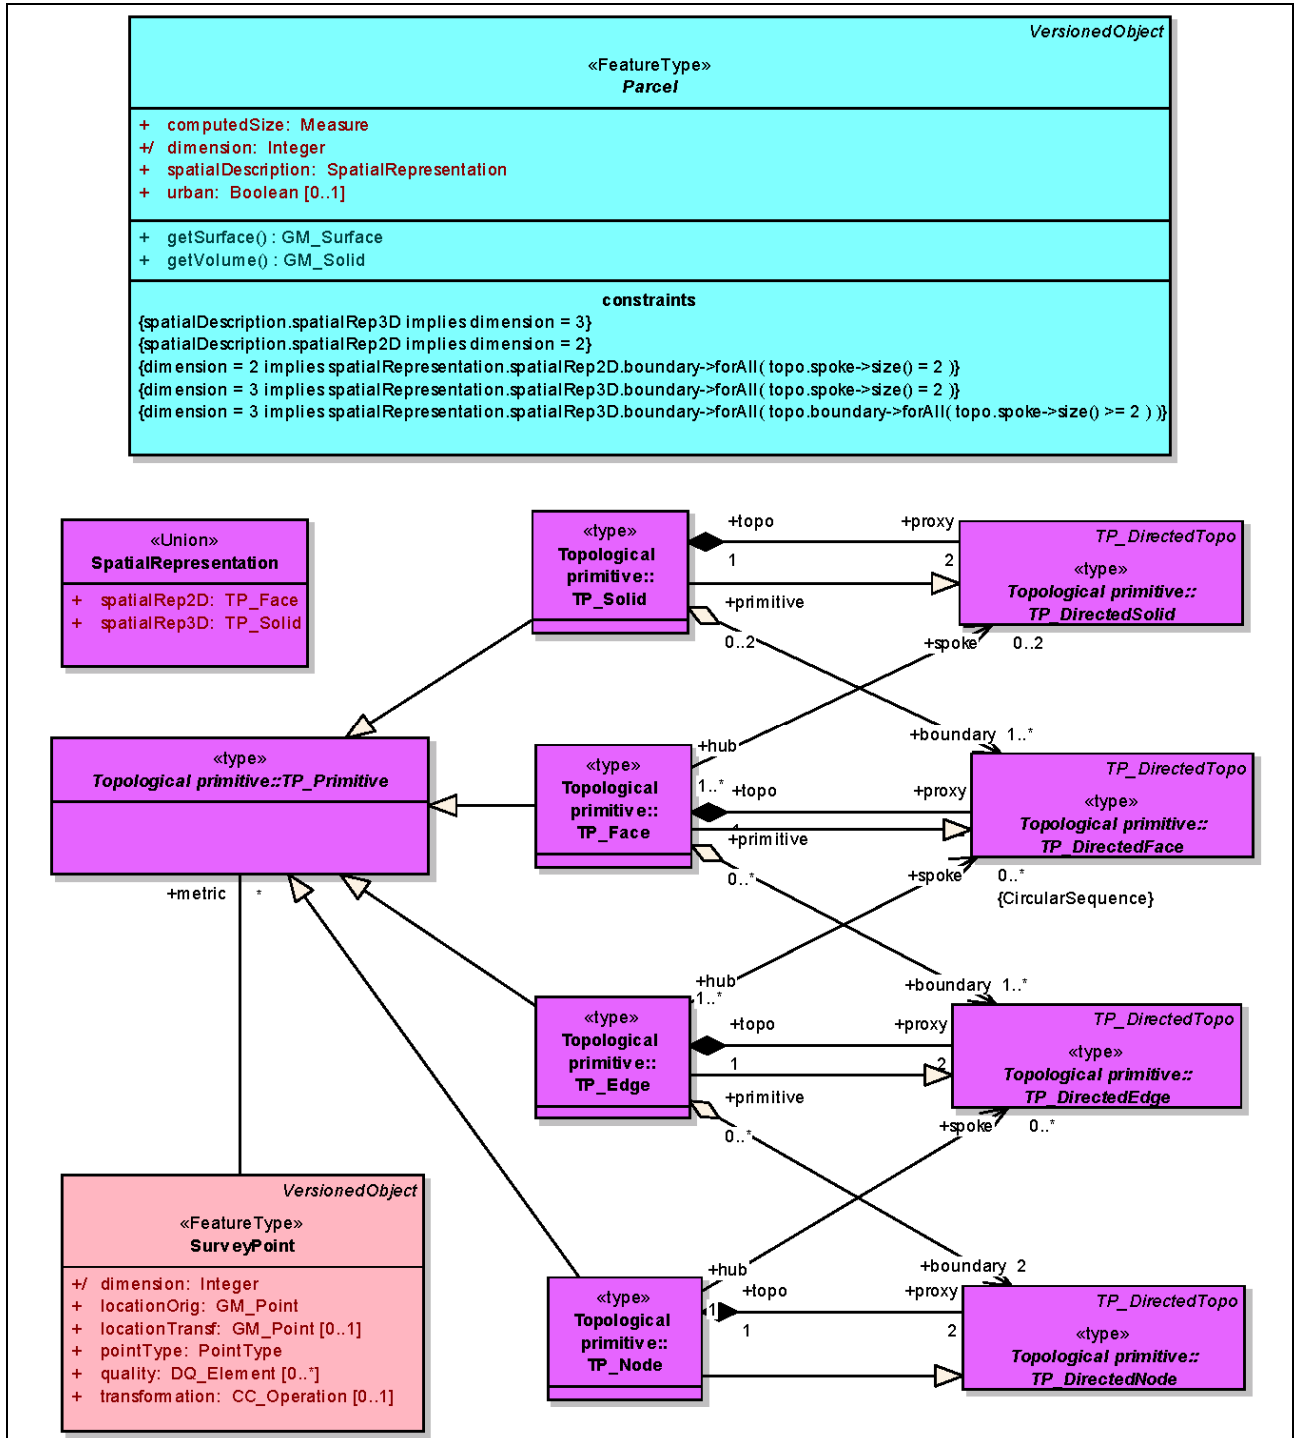 VersionedObject
«FeatureType»
Parcel
+ computedSize: Measure
+/ dimension: Integer
+ spatialDescription: SpatialRepresentation
+ urban: Boolean [0..1]
+ getSurface() : GM_Surface
+ getVolume() : GM_Solid
constraints
{spatialDescription.spatialRep3D implies dimension = 3}
{spatialDescription.spatialRep2D implies dimension = 2}
{dimension = 2 implies spatialRepresentation.spatialRep2D.boundary->forAll( topo.spoke->size() = 2 )}
{dimension = 3 implies spatialRepresentation.spatialRep3D.boundary->forAll( topo.spoke->size() = 2 )}
{dimension = 3 implies spatialRepresentation.spatialRep3D.boundary->forAll( topo.boundary->forAll( topo.spoke->size() >= 2 ) )}
«Union»
SpatialRepresentation
+ spatialRep2D: TP_Face
+ spatialRep3D: TP_Solid
«type»
Topological
primitive::
TP_Solid
+topo
1
+proxy
2
TP_DirectedTopo
«type»
Topological primitive::
TP_DirectedSolid
+primitive
0..2
+spoke
0..2
«type»
Topological primitive::TP_Primitive
«type»
Topological
primitive::
TP_Face
+hub
1..*
+boundary 1..*
+topo
+proxy
TP_DirectedTopo
«type»
Topological primitive::
TP_DirectedFace
+primitive
0..*
+spoke
0..*
{CircularSequence}
+metric *
«type»
Topological
primitive::
TP_Edge
+hub
1..*
+boundary 1..*
+topo
1
+proxy
2
TP_DirectedTopo
«type»
Topological primitive::
TP_DirectedEdge
+primitive
0..*
+spoke
0..*
VersionedObject
«FeatureType»
SurveyPoint
+/ dimension: Integer
+ locationOrig: GM_Point
+ locationTransf: GM_Point [0..1]
+ pointType: PointType
+ quality: DQ_Element [0..*]
+ transformation: CC_Operation [0..1]
«type»
Topological
primitive::
TP_Node
+hub
1
+boundary 2
+topo
1
+proxy
2
TP_DirectedTopo
«type»
Topological primitive::
TP_DirectedNode